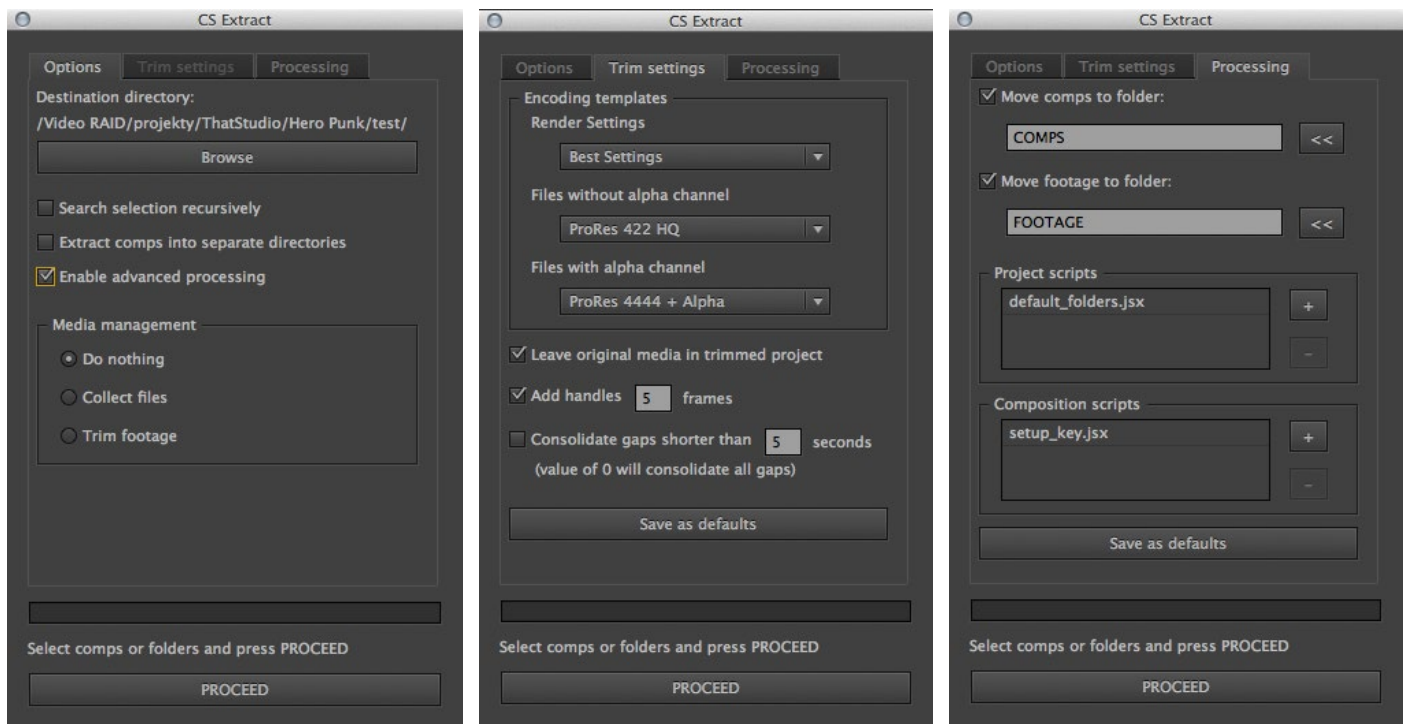 CS Extract
Options Trim settings Processing
Destination directory:
/Video RAID/projekty/ThatStudio/Hero Punk/test/
Browse
Search selection recursively
Extract comps into separate directories
Enable advanced processing
Media management
Do nothing
Collect files
Trim footage
Select comps or folders and press PROCEED
PROCEED
CS Extract
Options Trim settings Processing
Encoding templates
Render Settings
Best Settings
Files without alpha channel
ProRes 422 HQ
Files with alpha channel
ProRes 4444 + Alpha
Leave original media in trimmed project
Add handles 5 frames
Consolidate gaps shorter than 5 seconds
(value of 0 will consolidate all gaps)
Save as defaults
Select comps or folders and press PROCEED
PROCEED
CS Extract
Options Trim settings Processing
Move comps to folder:
COMPS <<
Move footage to folder:
FOOTAGE <<
Project scripts
default_folders.jsx +
-
Composition scripts
setup_key.jsx +
-
Save as defaults
Select comps or folders and press PROCEED
PROCEED